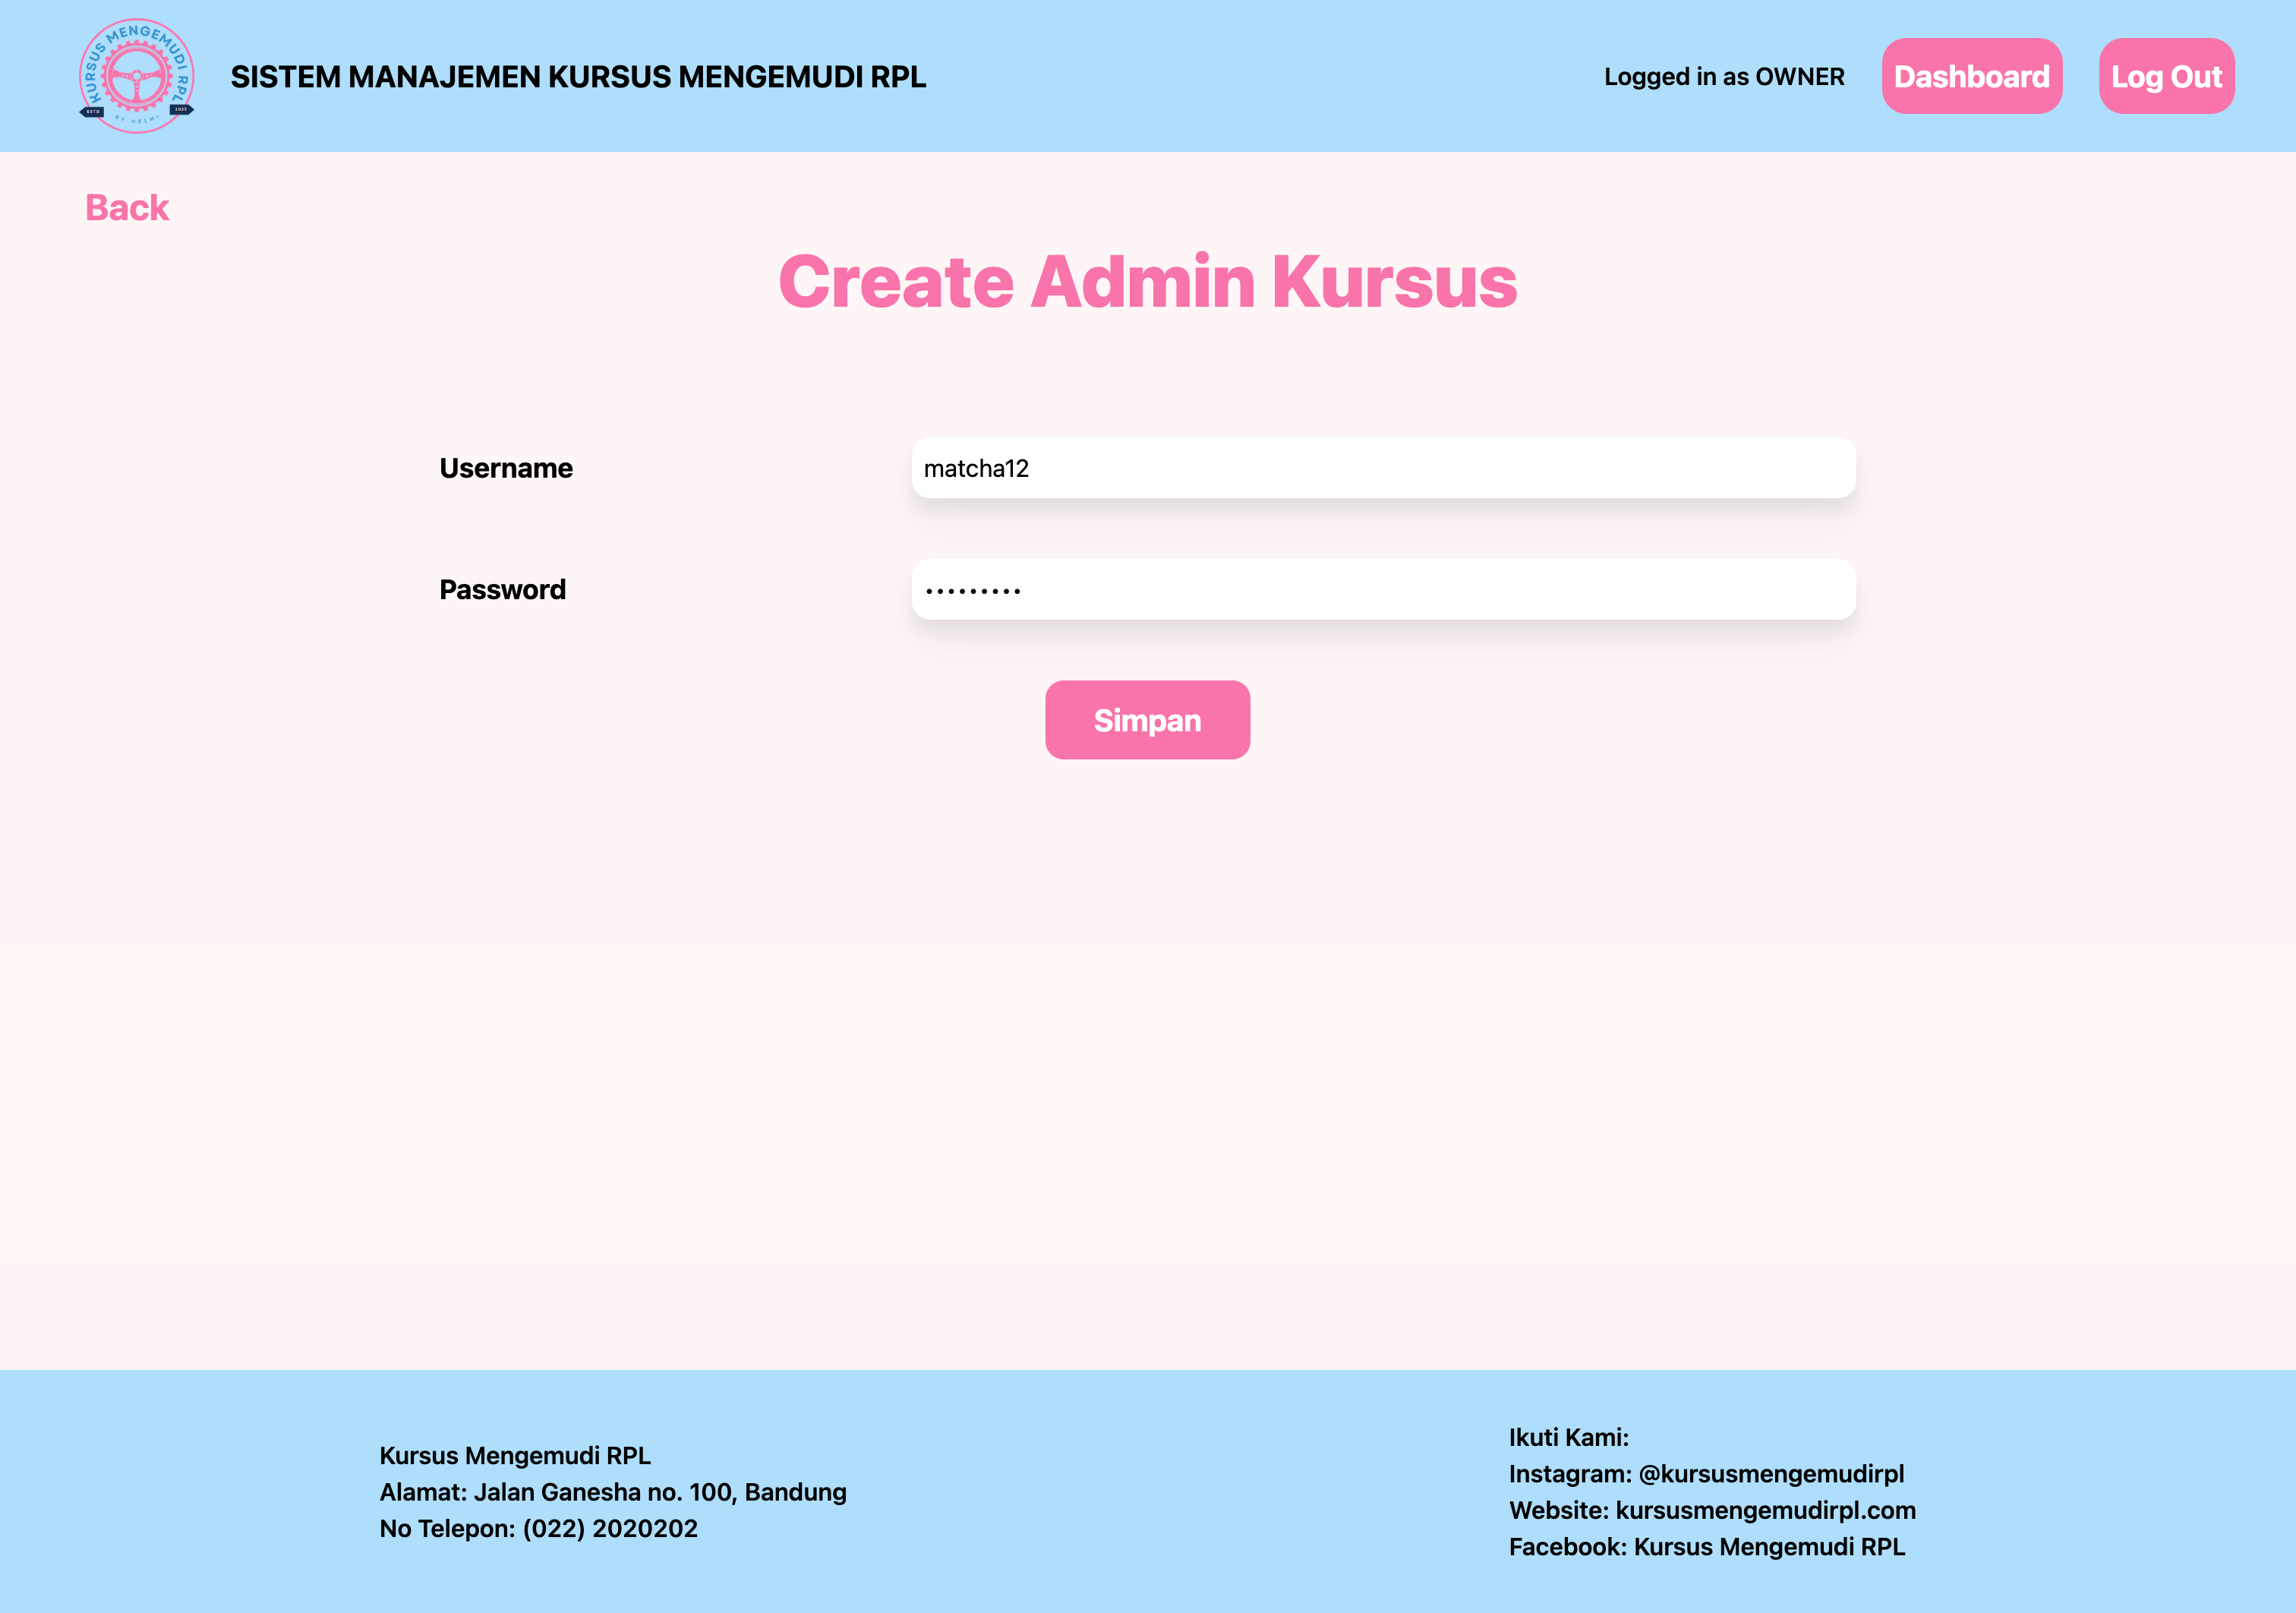 KURSUS MENGEMUDI RPL
ESTD
2023
BY HELMI
SISTEM MANAJEMEN KURSUS MENGEMUDI RPL
Logged in as OWNER
Dashboard
Log Out
Back
Create Admin Kursus
Username
matcha12
Password
•••••••••
Simpan
Kursus Mengemudi RPL
Alamat: Jalan Ganesha no. 100, Bandung
No Telepon: (022) 2020202
Ikuti Kami:
Instagram: @kursusmengemudirpl
Website: kursusmengemudirpl.com
Facebook: Kursus Mengemudi RPL